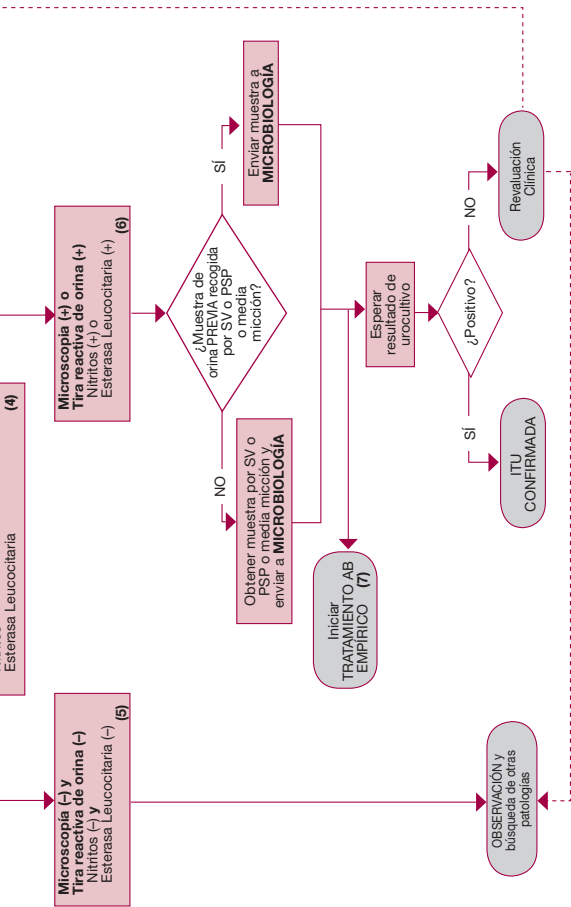 Esterasa Leucocitaria
(4)
Microscopía (–) y
Tira reactiva de orina (–)
Nitritos (–) y
Esterasa Leucocitaria (–)
(5)
Microscopia (+) o
Tira reactiva de orina (+)
Nitritos (+) o
Esterasa Leucocitaria (+)
(6)
¿Muestra de
orina PREVIA recogida
por SV o PSP
o media
micción?
NO
SÍ
Obtener muestra por SV o
PSP o media micción y
enviar a MICROBIOLOGÍA
Enviar muestra a
MICROBIOLOGÍA
Iniciar
TRATAMIENTO AB
EMPÍRICO
(7)
Esperar
resultado de
urocultivo
¿Positivo?
SÍ
NO
ITU
CONFIRMADA
Revaluación
Clínica
OBSERVACIÓN y
búsqueda de otras
patologías